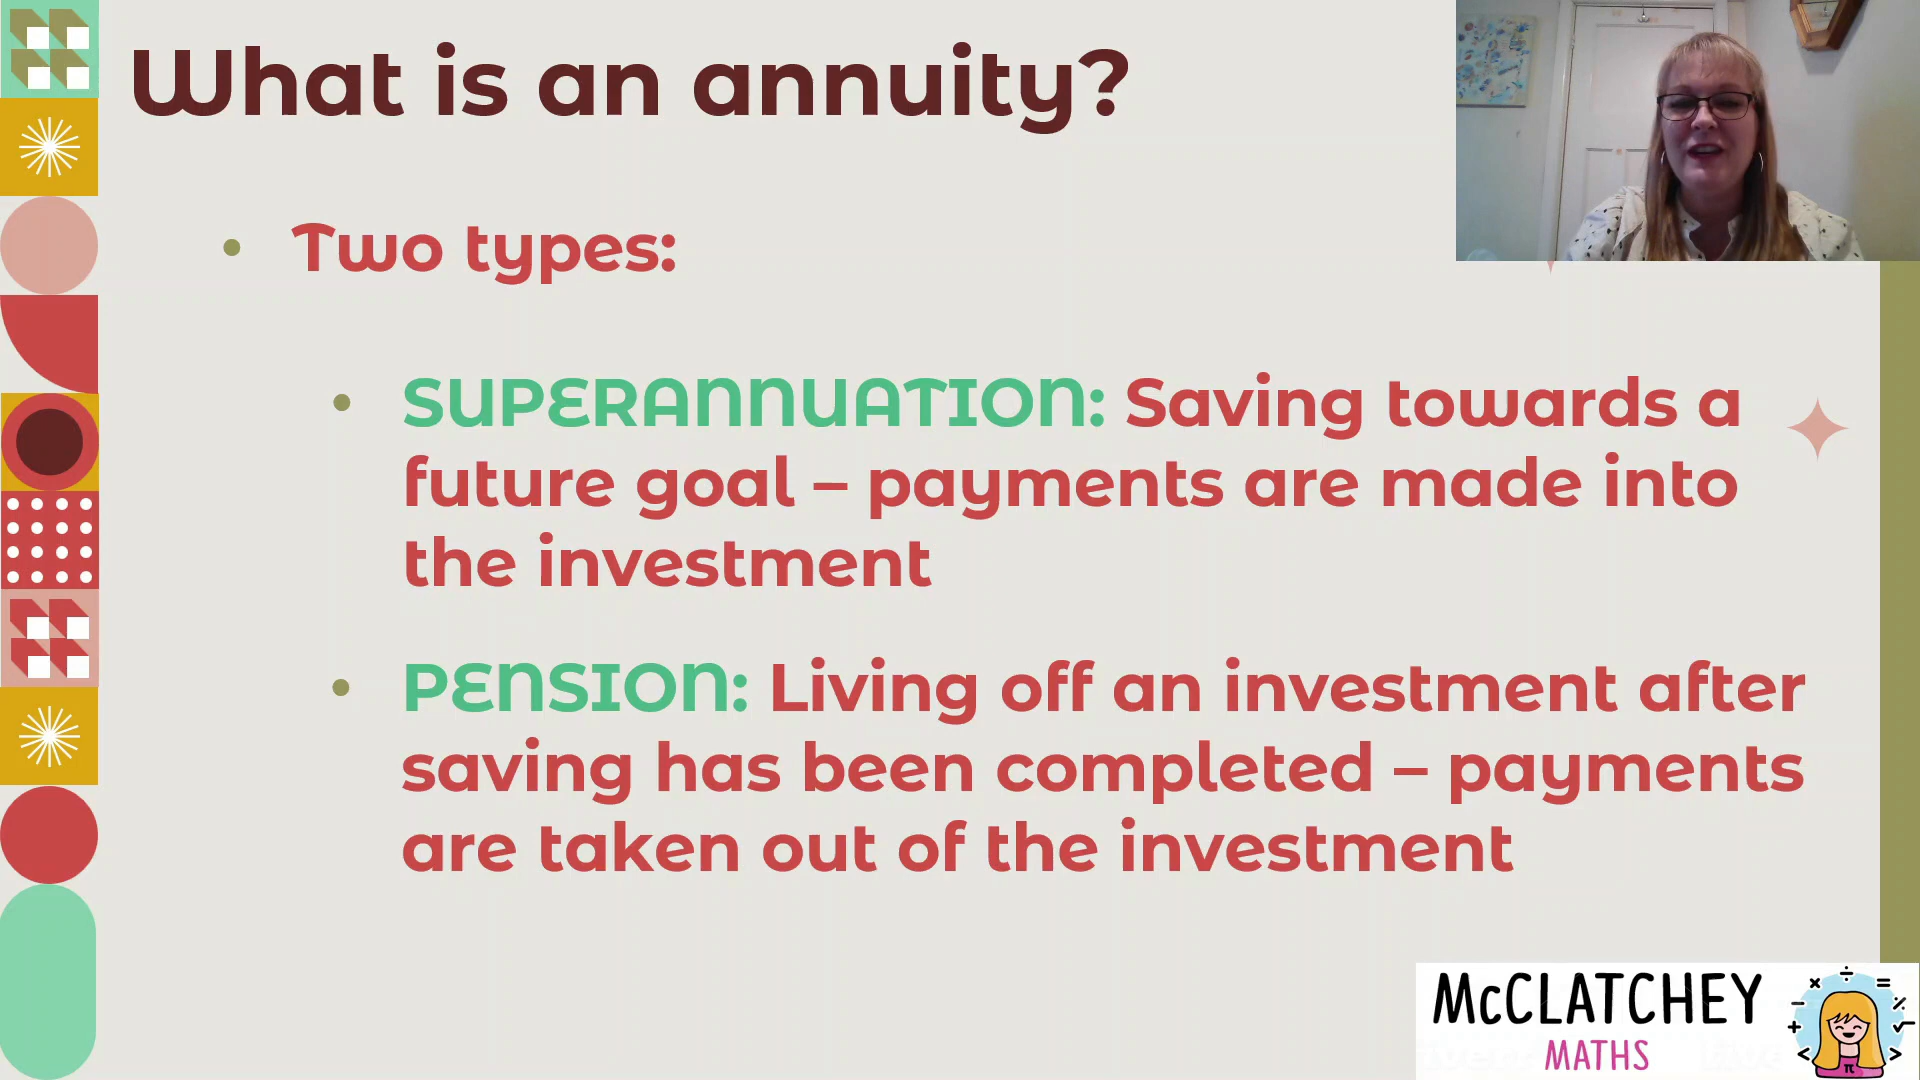 What is an annuity?
• Two types:
• SUPERANNUATION: Saving towards a
future goal – payments are made into
the investment
• PENSION: Living off an investment after
saving has been completed – payments
are taken out of the investment
McCLATCHEY
MATHS
π